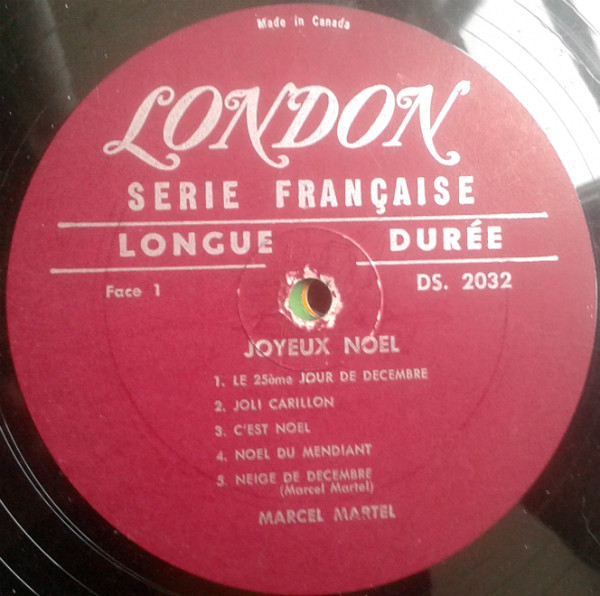 Made in Canada
LONDON
SERIE FRANÇAISE
LONGUE DURÉE
Face 1 DS. 2032
JOYEUX NOEL
1. LE 25ème JOUR DE DECEMBRE
2. JOLI CARILLON
3. C'EST NOEL
4. NOEL DU MENDIANT
5. NEIGE DE DECEMBRE
(Marcel Martel)
MARCEL MARTEL